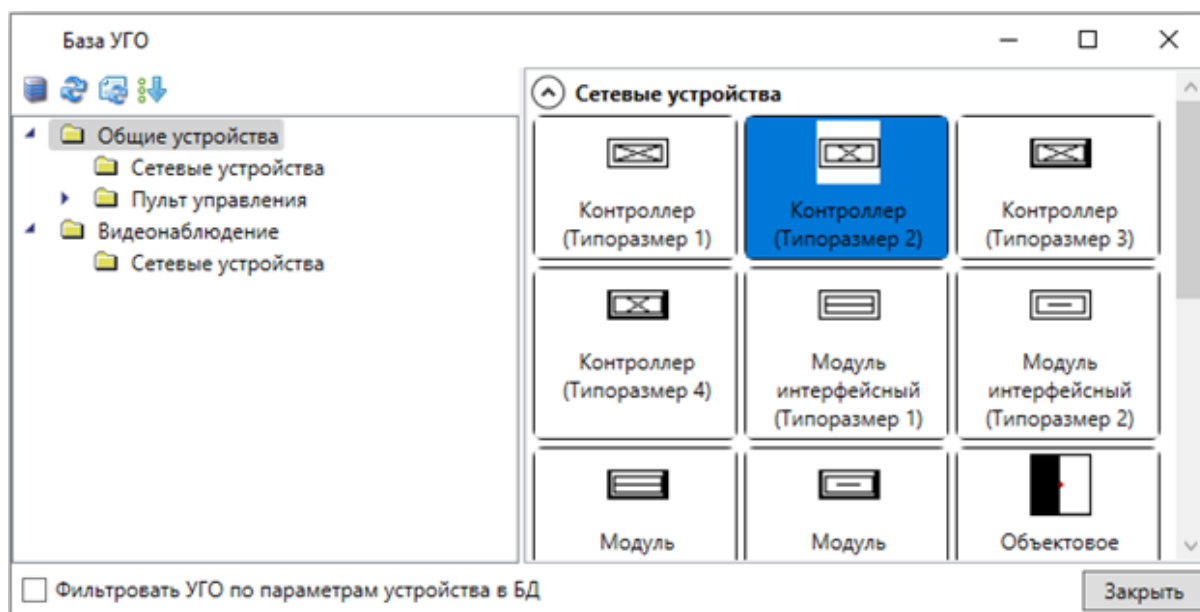 База УГО
Общие устройства
Сетевые устройства
Пульт управления
Видеонаблюдение
Сетевые устройства
Сетевые устройства
Контроллер
(Типоразмер 1)
Контроллер
(Типоразмер 2)
Контроллер
(Типоразмер 3)
Контроллер
(Типоразмер 4)
Модуль
интерфейсный
(Типоразмер 1)
Модуль
интерфейсный
(Типоразмер 2)
Модуль
Модуль
Объектовое
Фильтровать УГО по параметрам устройства в БД
Закрыть